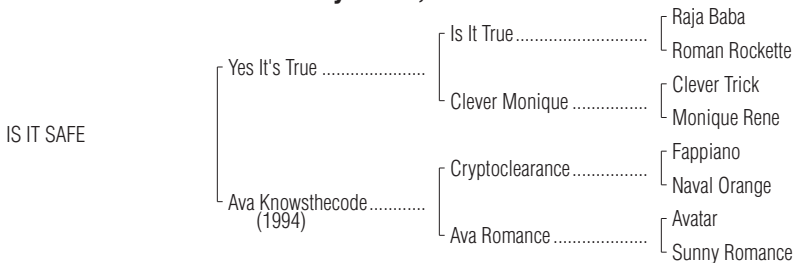 Raja Baba
Is It True
Roman Rockette
Yes It's True
Clever Trick
Clever Monique
Monique Rene
IS IT SAFE
Fappiano
Cryptoclearance
Naval Orange
Ava Knowsthecode
(1994)
Avatar
Ava Romance
Sunny Romance